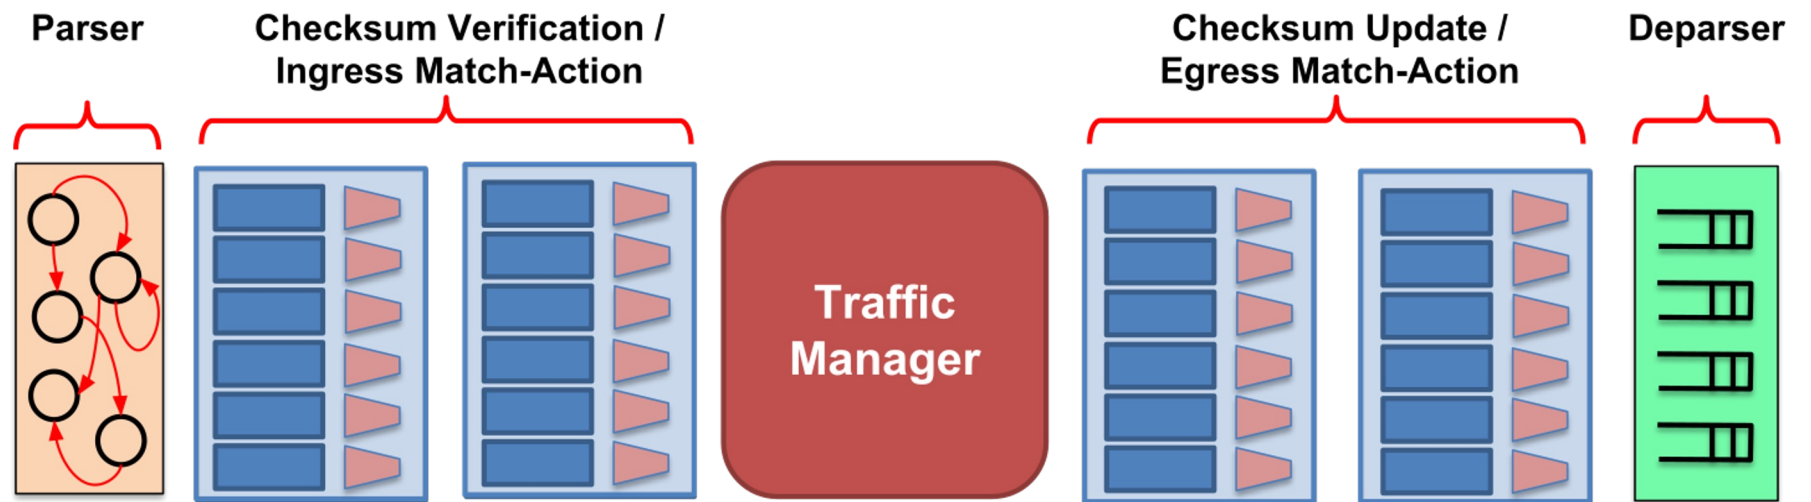 Parser
Checksum Verification /
Ingress Match-Action
Checksum Update /
Egress Match-Action
Deparser
Traffic
Manager